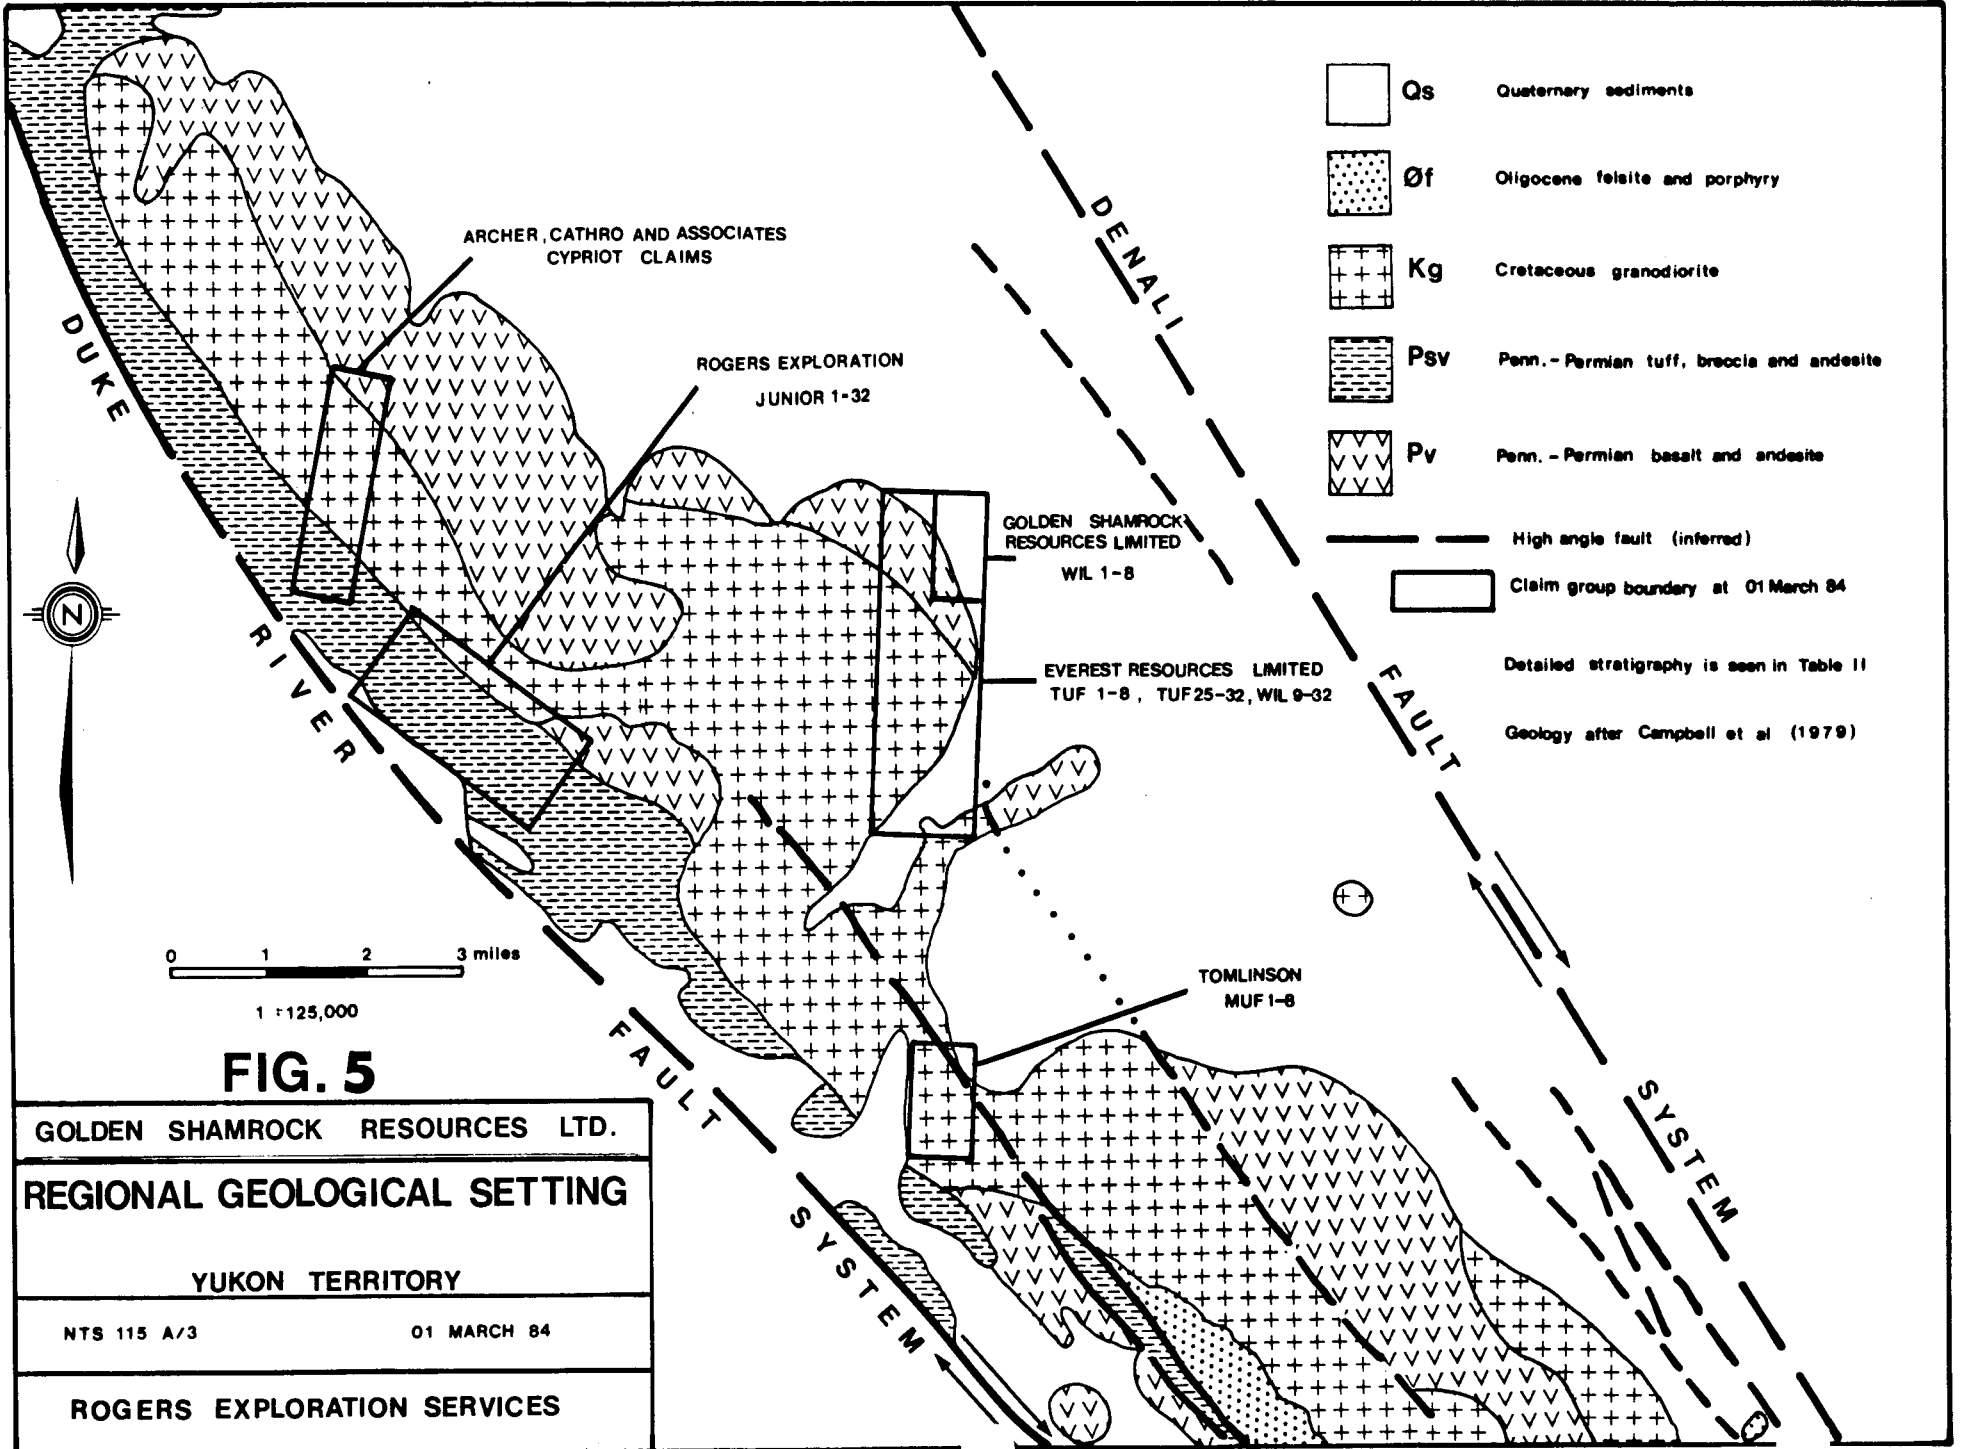 Qs Quaternary sediments
Øf Oligocene felsite and porphyry
Kg Cretaceous granodiorite
Psv Penn.-Permian tuff, breccia and andesite
Pv Penn.-Permian basalt and andesite
High angle fault (inferred)
Claim group boundary at 01 March 84
Detailed stratigraphy is seen in Table II
Geology after Campbell et al (1979)
DENALI FAULT SYSTEM
ARCHER, CATHRO AND ASSOCIATES
CYPRIOT CLAIMS
ROGERS EXPLORATION
JUNIOR 1-32
DUKE RIVER FAULT SYSTEM
GOLDEN SHAMROCK
RESOURCES LIMITED
WIL 1-8
EVEREST RESOURCES LIMITED
TUF 1-8, TUF 25-32, WIL 9-32
TOMLINSON
MUF 1-8
N
0 1 2 3 miles
1:125,000
FIG. 5
GOLDEN SHAMROCK RESOURCES LTD.
REGIONAL GEOLOGICAL SETTING
YUKON TERRITORY
NTS 115 A/3 01 MARCH 84
ROGERS EXPLORATION SERVICES